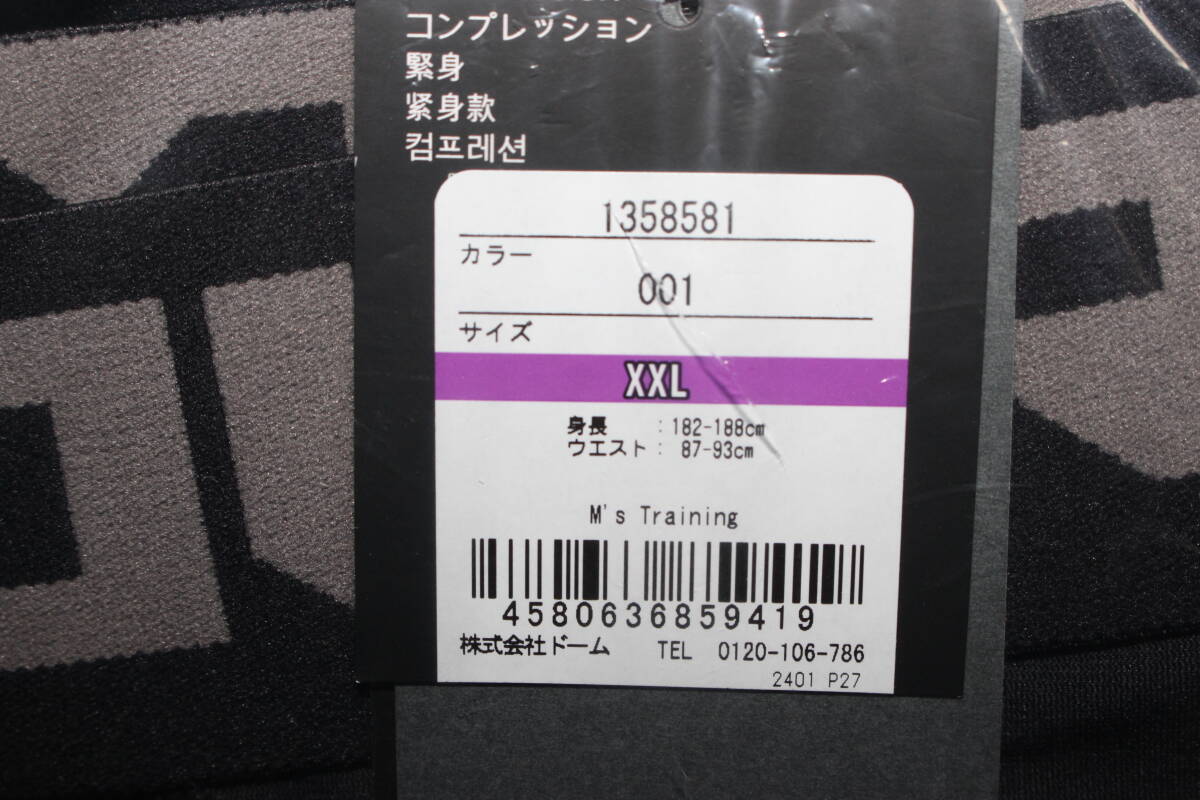 コンプレッション
緊身
紧身款
컴프레션
1358581
カラー
001
サイズ
XXL
身長 : 182-188cm
ウエスト : 87-93cm
M's Training
4580636859419
株式会社ドーム TEL 0120-106-786
2401 P27